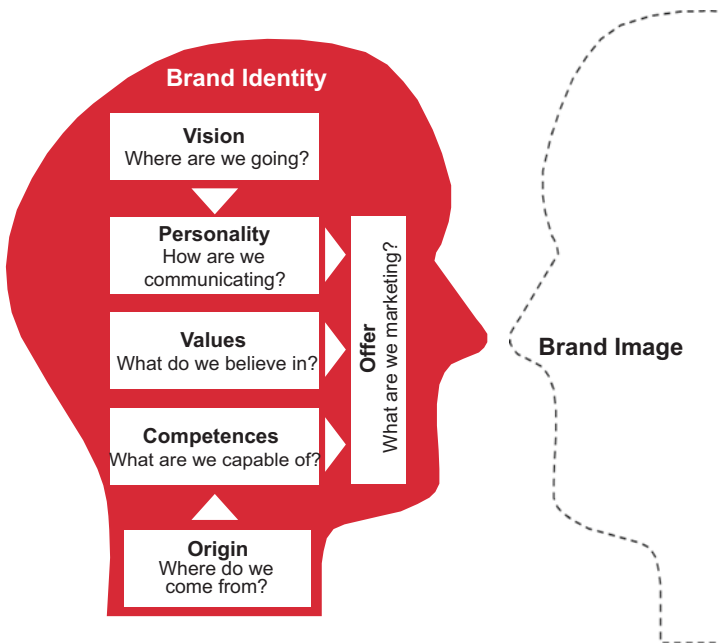 Brand Identity
Vision
Where are we going?
Personality
How are we
communicating?
Values
What do we believe in?
Competences
What are we capable of?
Origin
Where do we
come from?
Offer
What are we marketing?
Brand Image